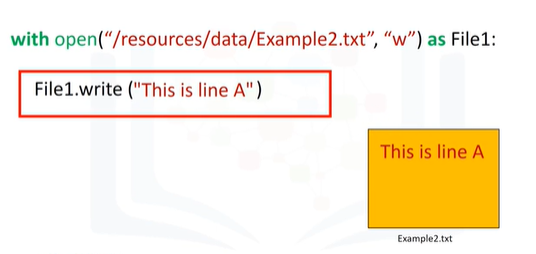 with open(“/resources/data/Example2.txt”, “w”) as File1:
File1.write ("This is line A")
This is line A
Example2.txt